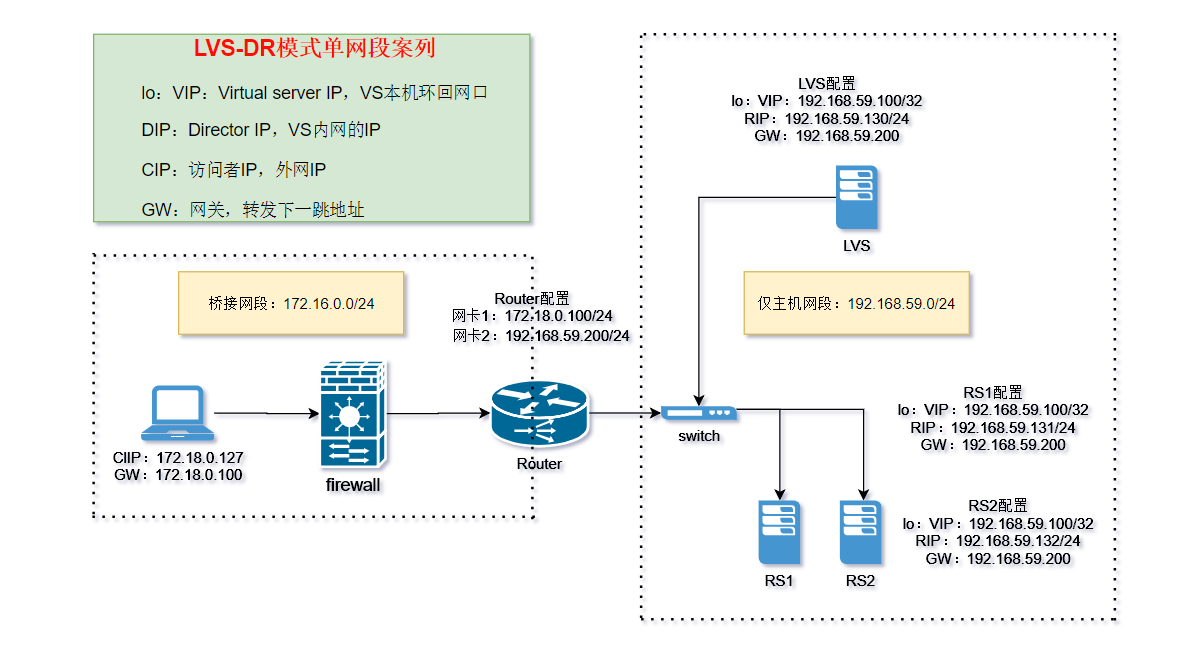 LVS-DR模式单网段案列
lo：VIP：Virtual server IP，VS本机环回网口
DIP：Director IP，VS内网的IP
CIP：访问者IP，外网IP
GW：网关，转发下一跳地址
LVS配置
lo：VIP：192.168.59.100/32
RIP：192.168.59.130/24
GW：192.168.59.200
LVS
桥接网段：172.16.0.0/24
Router配置
网卡1：172.18.0.100/24
网卡2：192.168.59.200/24
仅主机网段：192.168.59.0/24
CIIP：172.18.0.127
GW：172.18.0.100
firewall
Router
switch
RS1配置
lo：VIP：192.168.59.100/32
RIP：192.168.59.131/24
GW：192.168.59.200
RS2配置
lo：VIP：192.168.59.100/32
RIP：192.168.59.132/24
GW：192.168.59.200
RS1
RS2